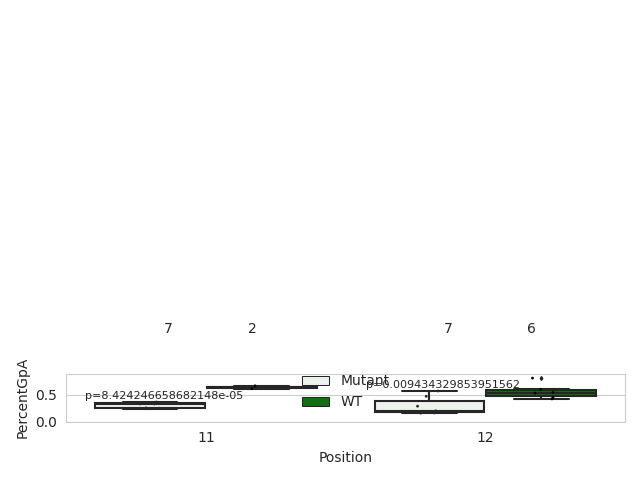 7 2 7 6
PercentGpA
0.5
0.0
p=8.424246658682148e-05
p=0.009434329853951562
Mutant
WT
11 12
Position